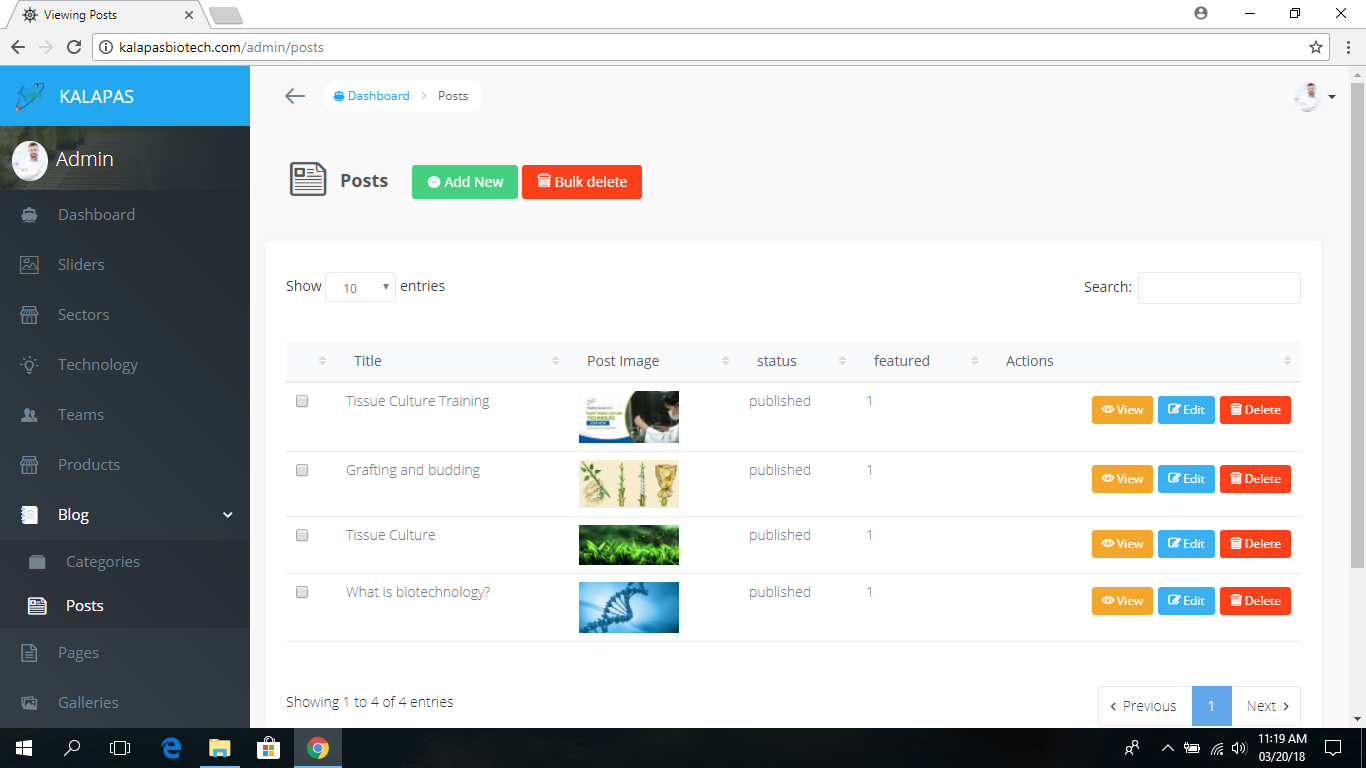 Viewing Posts
kalapasbiotech.com/admin/posts
KALAPAS
Dashboard > Posts
Admin
Posts Add New Bulk delete
Dashboard
Sliders
Sectors
Technology
Teams
Products
Blog
Categories
Posts
Pages
Galleries
Show 10 entries Search:
Title Post Image status featured Actions
Tissue Culture Training published 1 View Edit Delete
TECHNIQUES
JOIN NOW
Grafting and budding published 1 View Edit Delete
Tissue Culture published 1 View Edit Delete
What is biotechnology? published 1 View Edit Delete
Showing 1 to 4 of 4 entries ‹ Previous 1 Next ›
11:19 AM
03/20/18